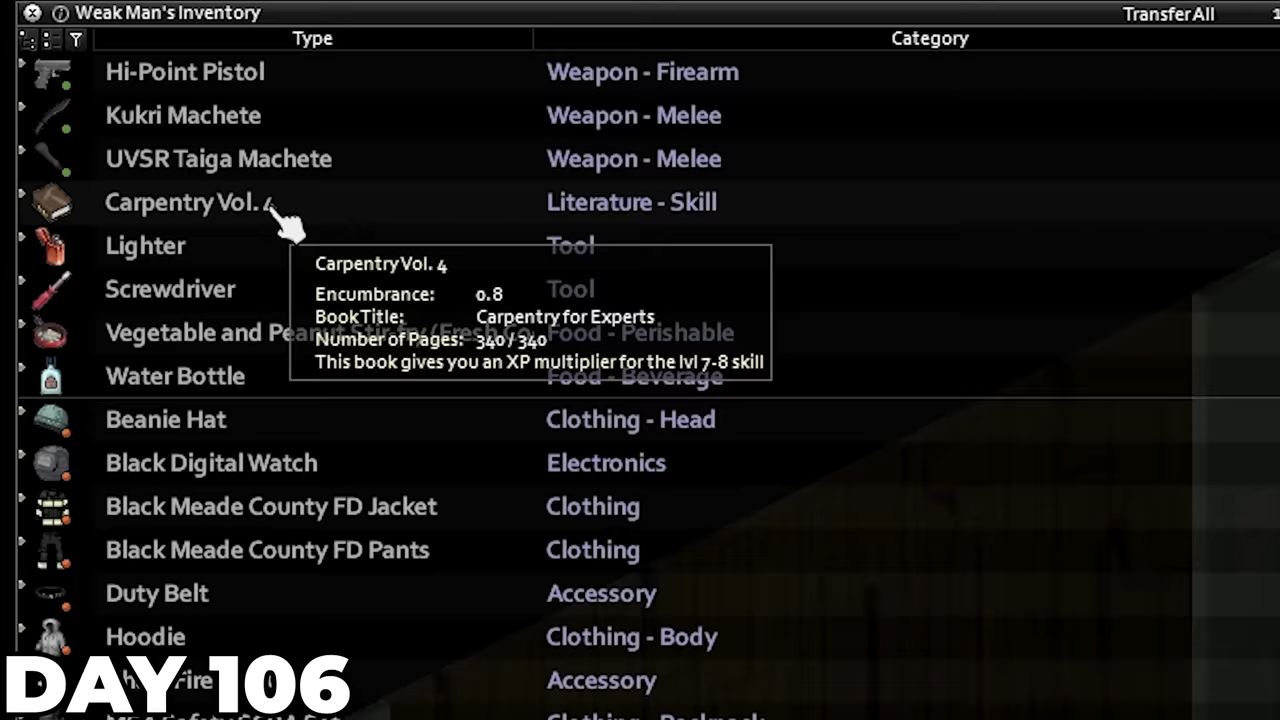 Weak Man's Inventory Transfer All
Type Category
Hi-Point Pistol Weapon - Firearm
Kukri Machete Weapon - Melee
UVSR Taiga Machete Weapon - Melee
Carpentry Vol. 4 Literature - Skill
Lighter Tool
Carpentry Vol. 4
Encumbrance: 0.8
Book Title: Carpentry for Experts
Number of Pages: 340 / 340
This book gives you an XP multiplier for the lvl 7-8 skill
Screwdriver Tool
Vegetable and Peanut Stir-fry (Fresh, Food - Perishable
Water Bottle Food - Beverage
Beanie Hat Clothing - Head
Black Digital Watch Electronics
Black Meade County FD Jacket Clothing
Black Meade County FD Pants Clothing
Duty Belt Accessory
Hoodie Clothing - Body
Fire Accessory
DAY 106